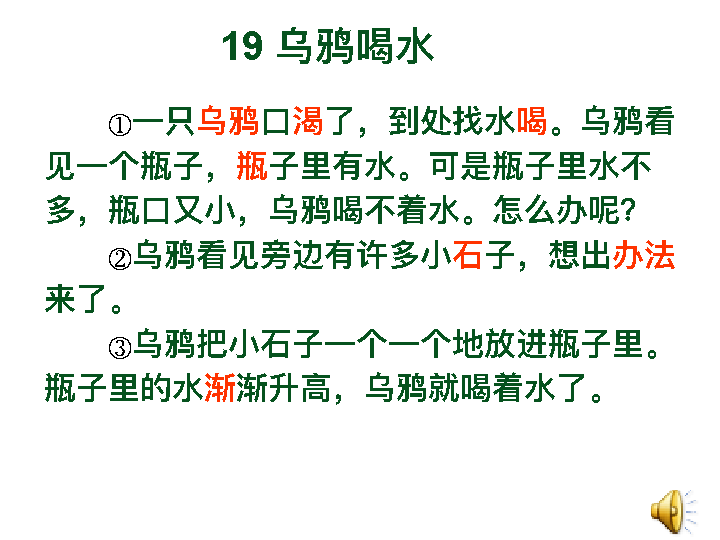 19 乌鸦喝水
①一只乌鸦口渴了，到处找水喝。乌鸦看
见一个瓶子，瓶子里有水。可是瓶子里水不
多，瓶口又小，乌鸦喝不着水。怎么办呢?
②乌鸦看见旁边有许多小石子，想出办法
来了。
③乌鸦把小石子一个一个地放进瓶子里。
瓶子里的水渐渐升高，乌鸦就喝着水了。